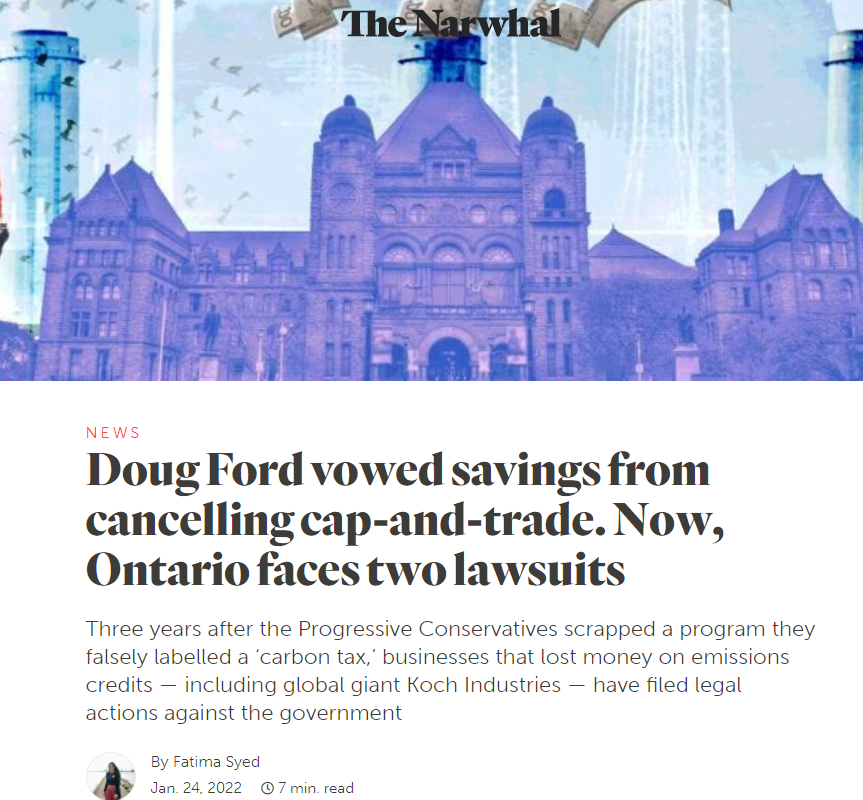 The Narwhal
NEWS
Doug Ford vowed savings from
cancelling cap-and-trade. Now,
Ontario faces two lawsuits
Three years after the Progressive Conservatives scrapped a program they
falsely labelled a ‘carbon tax,’ businesses that lost money on emissions
credits — including global giant Koch Industries — have filed legal
actions against the government
By Fatima Syed
Jan. 24, 2022 7 min. read